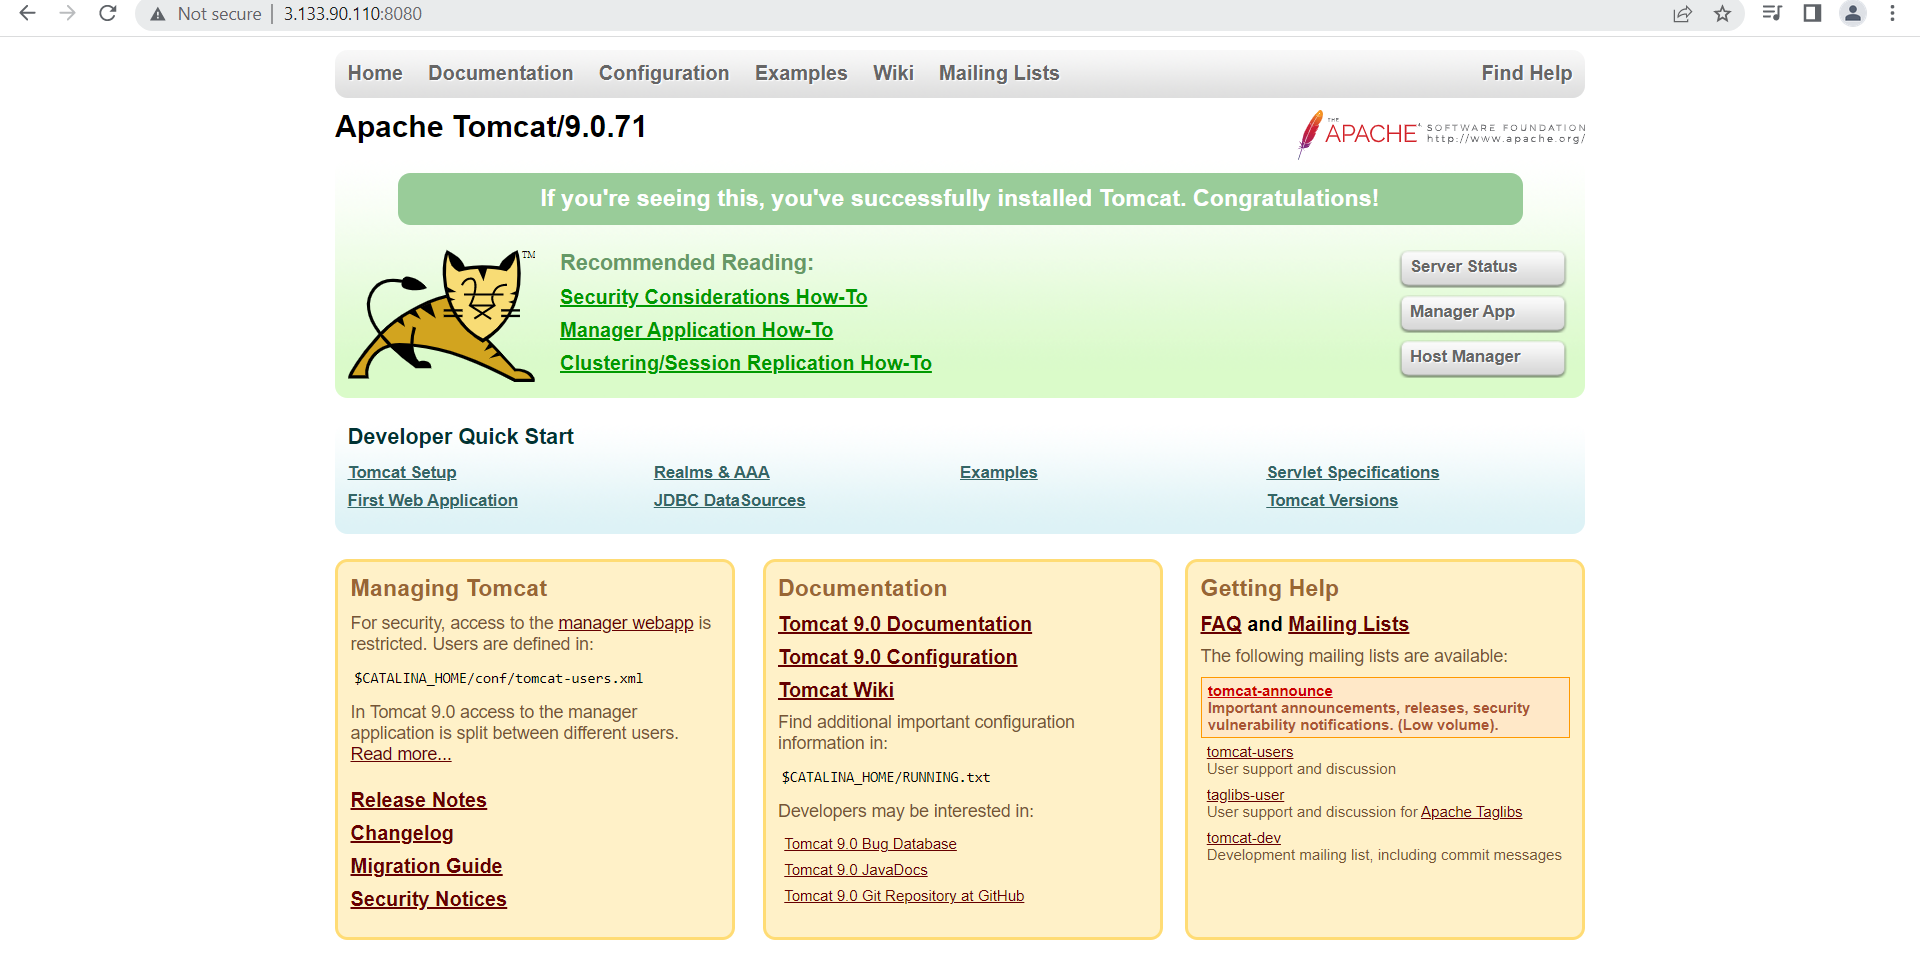 Not secure | 3.133.90.110:8080
Home Documentation Configuration Examples Wiki Mailing Lists Find Help
Apache Tomcat/9.0.71
THE APACHE SOFTWARE FOUNDATION
http://www.apache.org/
If you're seeing this, you've successfully installed Tomcat. Congratulations!
TM
Recommended Reading:
Security Considerations How-To
Manager Application How-To
Clustering/Session Replication How-To
Server Status
Manager App
Host Manager
Developer Quick Start
Tomcat Setup
First Web Application
Realms & AAA
JDBC DataSources
Examples
Servlet Specifications
Tomcat Versions
Managing Tomcat
For security, access to the manager webapp is
restricted. Users are defined in:
$CATALINA_HOME/conf/tomcat-users.xml
In Tomcat 9.0 access to the manager
application is split between different users.
Read more...
Release Notes
Changelog
Migration Guide
Security Notices
Documentation
Tomcat 9.0 Documentation
Tomcat 9.0 Configuration
Tomcat Wiki
Find additional important configuration
information in:
$CATALINA_HOME/RUNNING.txt
Developers may be interested in:
Tomcat 9.0 Bug Database
Tomcat 9.0 JavaDocs
Tomcat 9.0 Git Repository at GitHub
Getting Help
FAQ and Mailing Lists
The following mailing lists are available:
tomcat-announce
Important announcements, releases, security
vulnerability notifications. (Low volume).
tomcat-users
User support and discussion
taglibs-user
User support and discussion for Apache Taglibs
tomcat-dev
Development mailing list, including commit messages